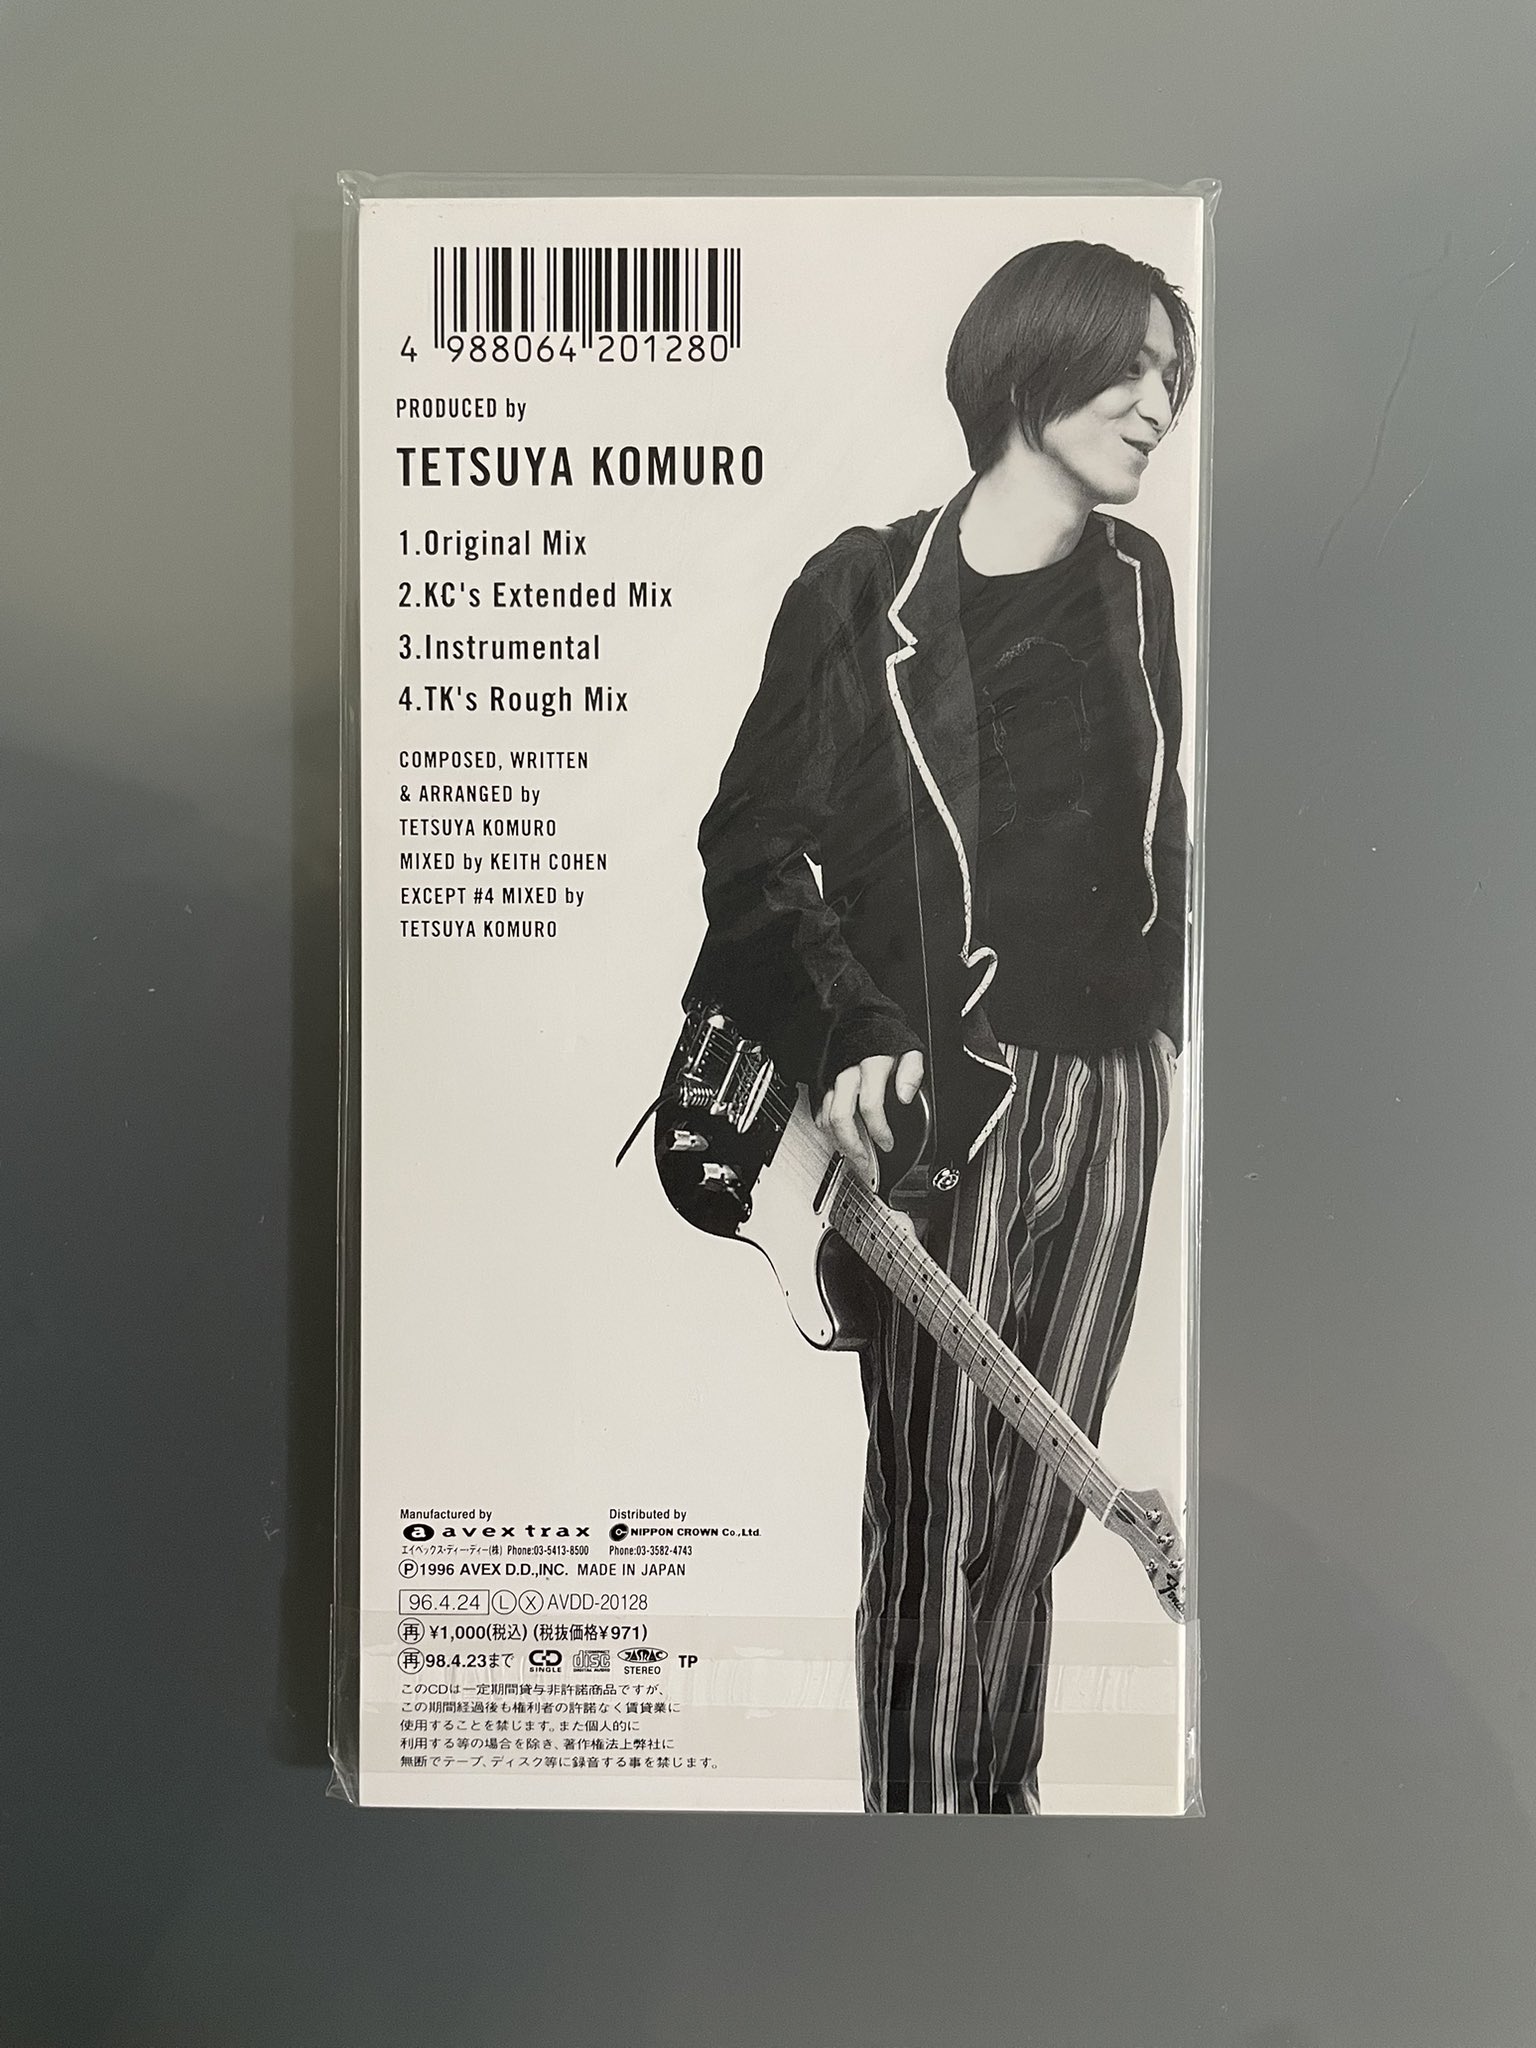 4 988064 201280
PRODUCED by
TETSUYA KOMURO
1.Original Mix
2.KC's Extended Mix
3.Instrumental
4.TK's Rough Mix
COMPOSED, WRITTEN
& ARRANGED by
TETSUYA KOMURO
MIXED by KEITH COHEN
EXCEPT #4 MIXED by
TETSUYA KOMURO
Manufactured by Distributed by
a avex trax NIPPON CROWN Co.,Ltd.
エイベックス・ディー・ディー(株) Phone:03-5413-8500 Phone:03-3582-4743
Ⓟ1996 AVEX D.D.,INC. MADE IN JAPAN
96.4.24 Ⓛ Ⓧ AVDD-20128
再 ¥1,000(税込) (税抜価格¥971)
再 98.4.23まで CD SINGLE COMPACT disc DIGITAL AUDIO JASRAC STEREO TP
このCDは一定期間貸与非許諾商品ですが、
この期間経過後も権利者の許諾なく賃貸業に
使用することを禁じます。また個人的に
利用する等の場合を除き、著作権法上弊社に
無断でテープ、ディスク等に録音する事を禁じます。